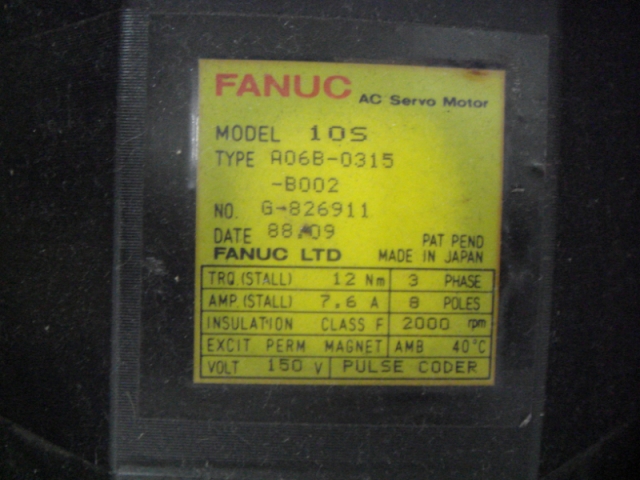 FANUC AC Servo Motor
MODEL 10S
TYPE A06B-0315
-B002
NO. G-826911
DATE 88.09
PAT PEND
FANUC LTD MADE IN JAPAN
TRQ.(STALL) 12 Nm 3 PHASE
AMP.(STALL) 7.6 A 8 POLES
INSULATION CLASS F 2000 rpm
EXCIT PERM MAGNET AMB 40°C
VOLT 150 V PULSE CODER